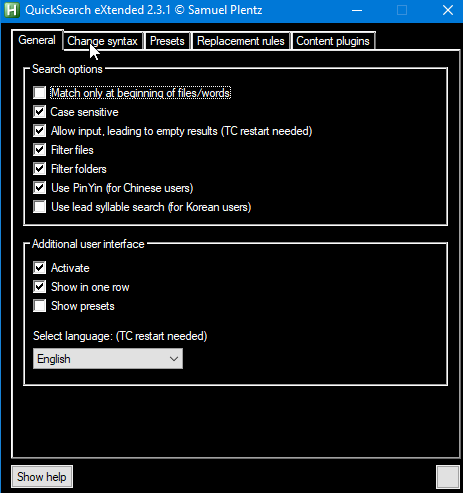 QuickSearch eXtended 2.3.1 © Samuel Plentz
General Change syntax Presets Replacement rules Content plugins
Search options
Match only at beginning of files/words
Case sensitive
Allow input, leading to empty results (TC restart needed)
Filter files
Filter folders
Use PinYin (for Chinese users)
Use lead syllable search (for Korean users)
Additional user interface
Activate
Show in one row
Show presets
Select language: (TC restart needed)
English
Show help